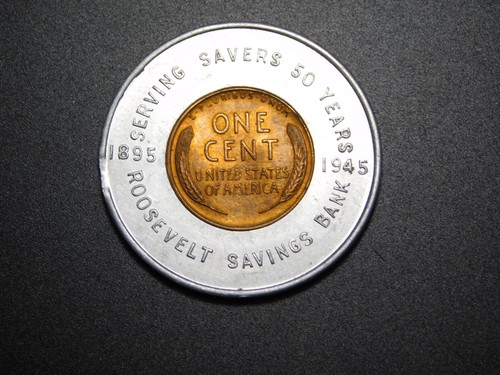 SERVING SAVERS 50 YEARS
1895
1945
ROOSEVELT SAVINGS BANK
E·PLURIBUS·UNUM
ONE
CENT
UNITED STATES
OF AMERICA